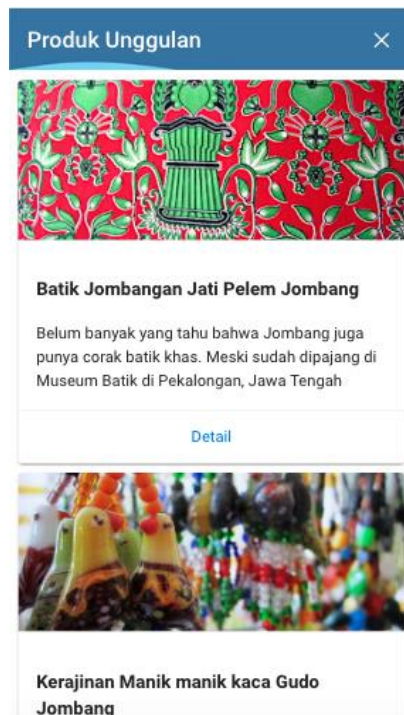 Produk Unggulan
Batik Jombangan Jati Pelem Jombang
Belum banyak yang tahu bahwa Jombang juga
punya corak batik khas. Meski sudah dipajang di
Museum Batik di Pekalongan, Jawa Tengah
Detail
Kerajinan Manik manik kaca Gudo
Jombang